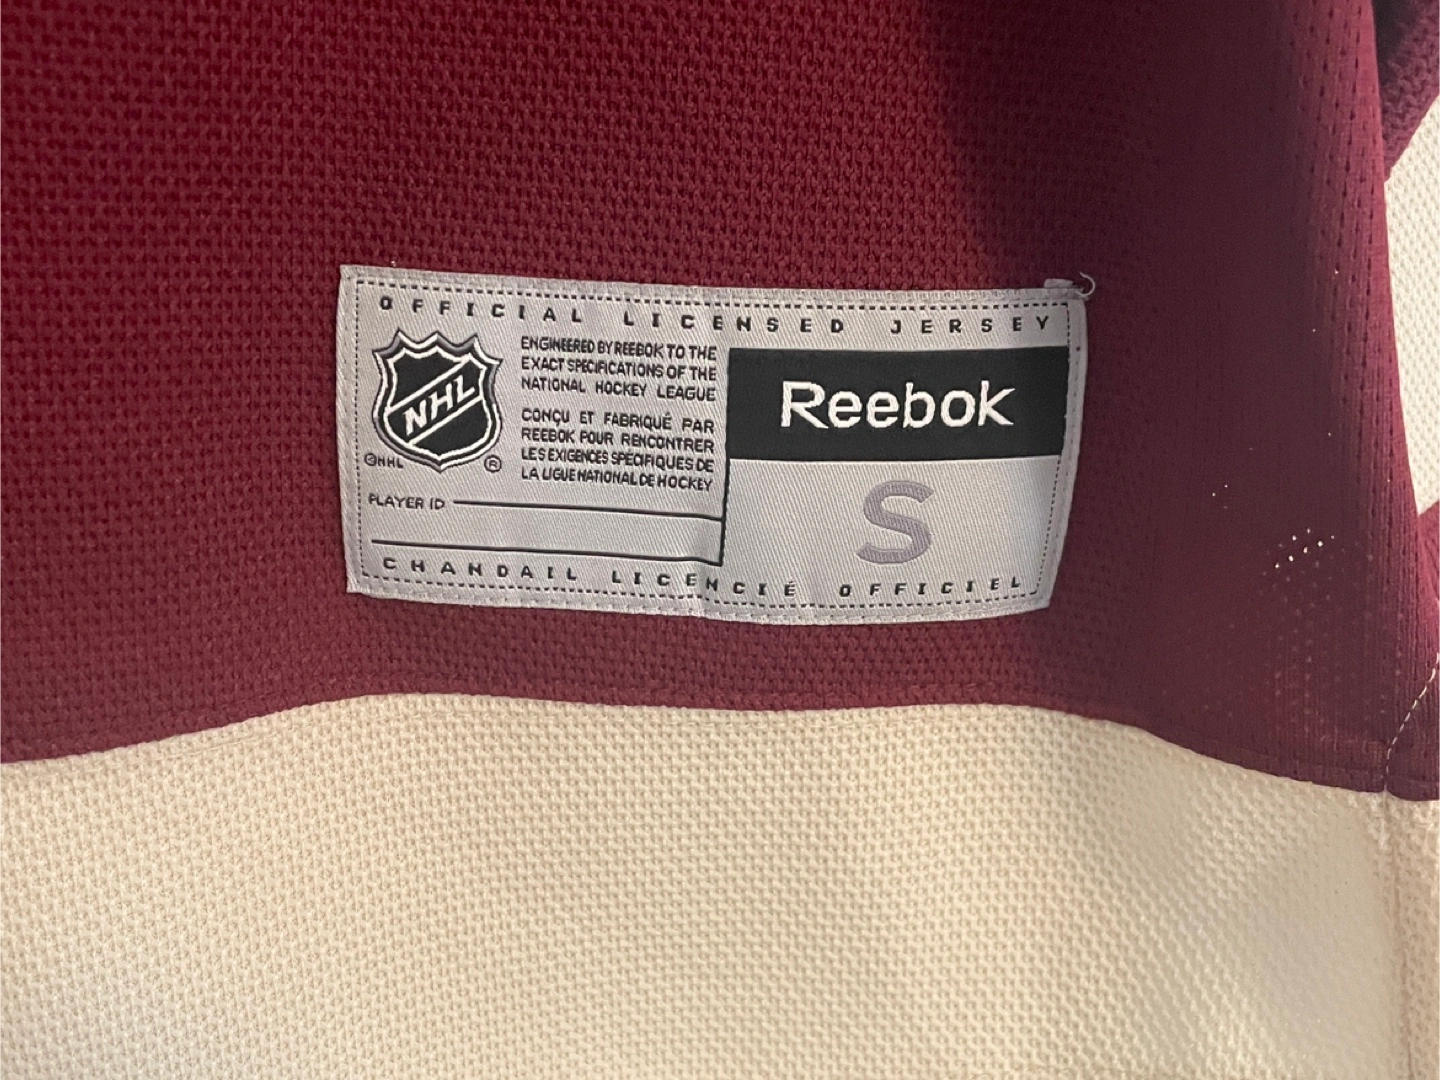 OFFICIAL LICENSED JERSEY
NHL
©NHL
®
ENGINEERED BY REEBOK TO THE
EXACT SPECIFICATIONS OF THE
NATIONAL HOCKEY LEAGUE
CONÇU ET FABRIQUÉ PAR
REEBOK POUR RENCONTRER
LES EXIGENCES SPECIFIQUES DE
LA LIGUE NATIONAL DE HOCKEY
PLAYER ID
Reebok
S
CHANDAIL LICENCIÉ OFFICIEL